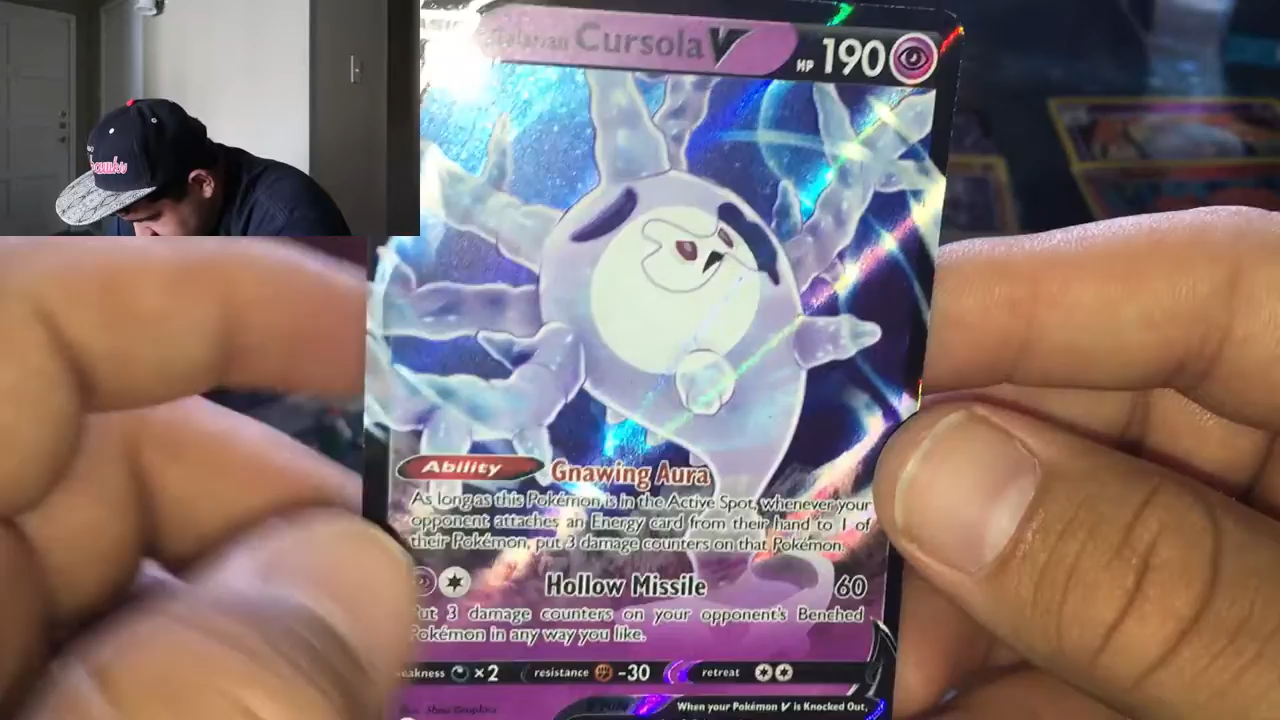 BASIC
Galarian Cursola V HP 190
Ability Gnawing Aura
As long as this Pokémon is in the Active Spot, whenever your
opponent attaches an Energy card from their hand to 1 of
their Pokémon, put 3 damage counters on that Pokémon.
Hollow Missile 60
Put 3 damage counters on your opponent's Benched
Pokémon in any way you like.
weakness ×2 resistance -30 retreat
When your Pokémon V is Knocked Out,